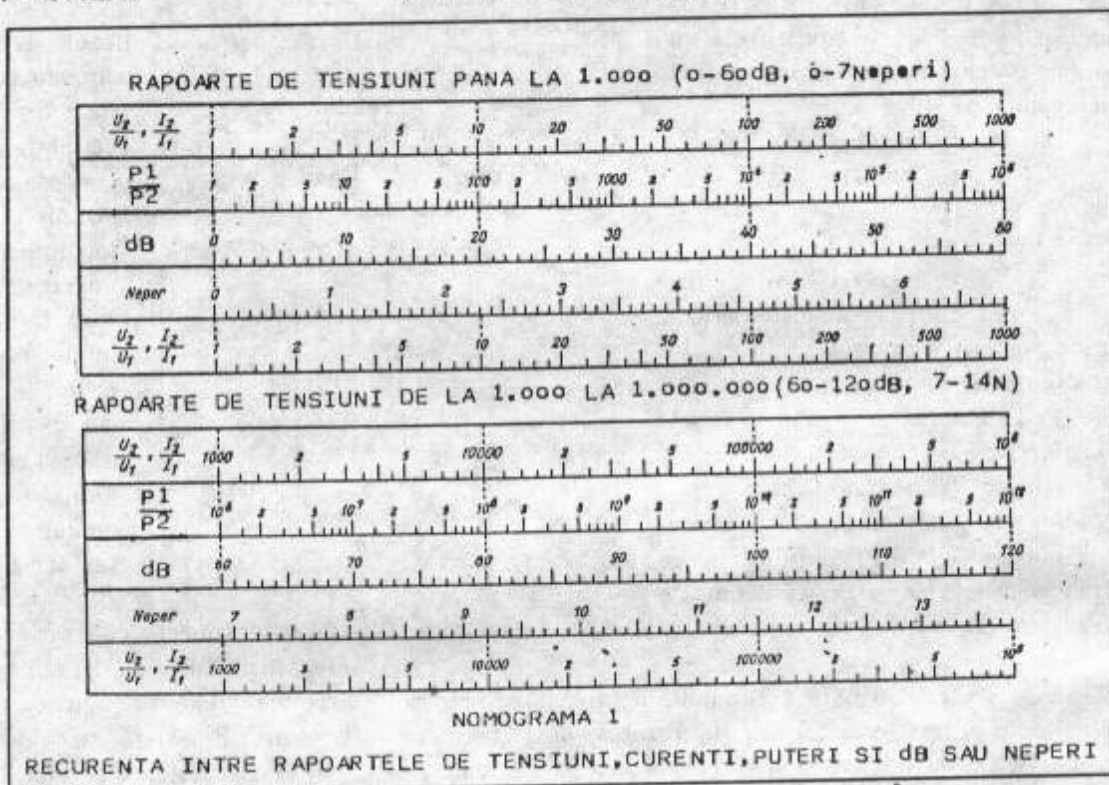 RAPOARTE DE TENSIUNI PANA LA 1.000 (o-6odB, o-7Neperi)
U2/U1 , I2/I1 0 2 5 10 20 50 100 200 500 1000
P1/P2 2 5 10 2 5 100 2 5 1000 2 5 10⁴ 2 5 10⁵ 2 5 10⁶
dB 0 10 20 30 40 50 60
Neper 0 1 2 3 4 5 6
U2/U1 , I2/I1 1 2 5 10 20 50 100 200 500 1000
RAPOARTE DE TENSIUNI DE LA 1.000 LA 1.000.000(6o-12odB, 7-14N)
U2/U1 , I2/I1 1000 2 5 10000 2 5 100000 2 5 10⁶
P1/P2 10⁶ 2 5 10⁷ 2 5 10⁸ 2 5 10⁹ 2 5 10¹⁰ 2 5 10¹¹ 2 5 10¹²
dB 60 70 80 90 100 110 120
Neper 7 8 9 10 11 12 13
U2/U1 , I2/I1 1000 2 5 10000 2 5 100000 2 5 10⁶
NOMOGRAMA 1
RECURENTA INTRE RAPOARTELE DE TENSIUNI,CURENTI,PUTERI SI dB SAU NEPERI